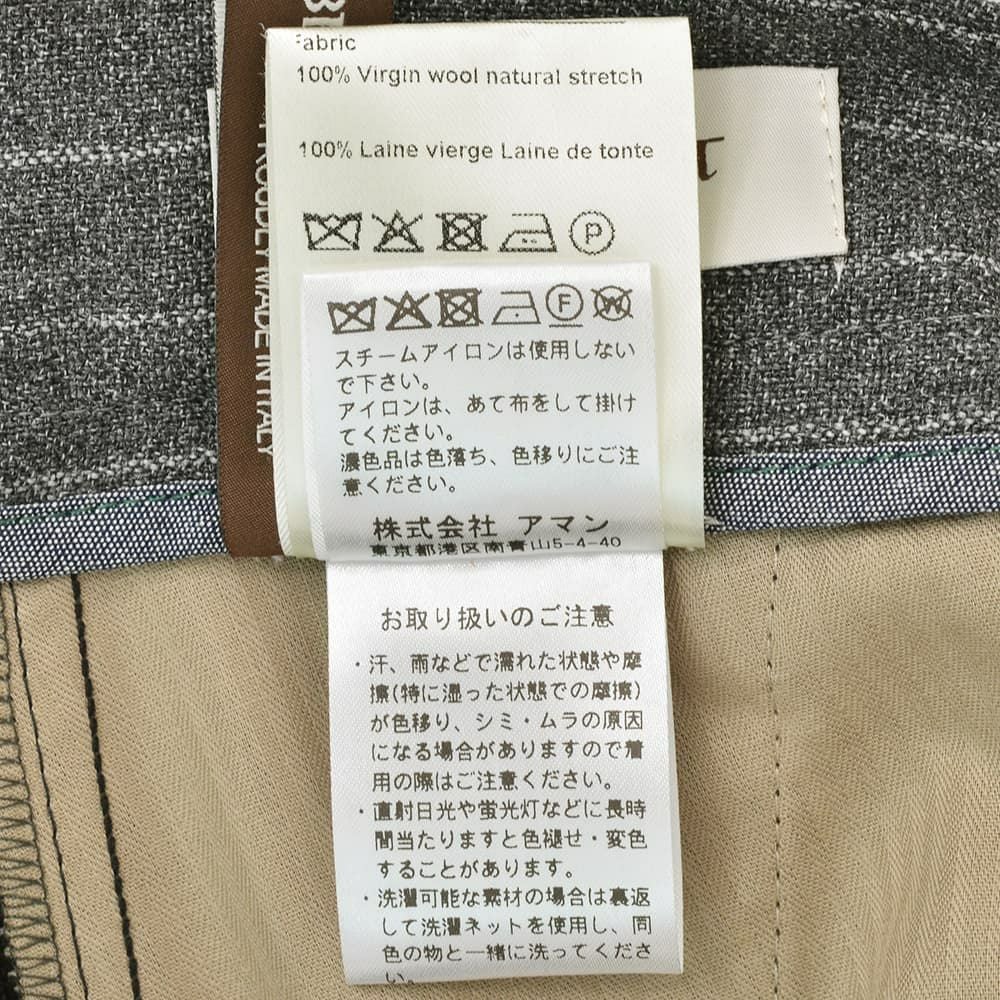 Fabric
100% Virgin wool natural stretch
100% Laine vierge Laine de tonte
P
F
W
スチームアイロンは使用しない
で下さい。
アイロンは、あて布をして掛け
てください。
濃色品は色落ち、色移りにご注
意ください。
株式会社 アマン
東京都港区南青山5-4-40
お取り扱いのご注意
・汗、雨などで濡れた状態や摩
擦(特に湿った状態での摩擦)
が色移り、シミ・ムラの原因
になる場合がありますので着
用の際はご注意ください。
・直射日光や蛍光灯などに長時
間当たりますと色褪せ・変色
することがあります。
・洗濯可能な素材の場合は裏返
して洗濯ネットを使用し、同
色の物と一緒に洗ってくださ
い。
PROUDLY MADE IN ITALY